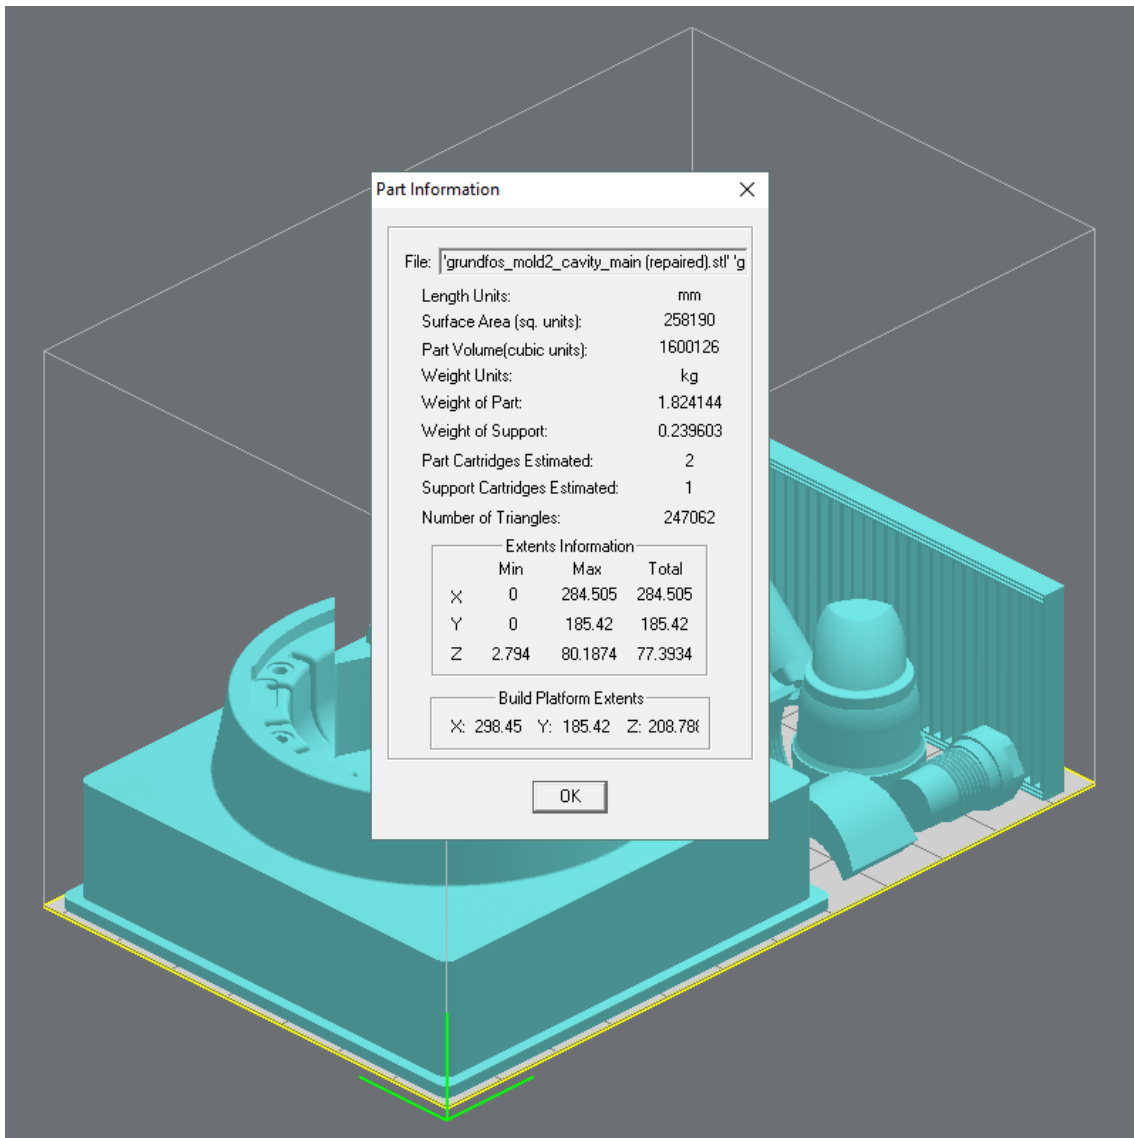 Part Information
File: 'grundfos_mold2_cavity_main (repaired).stl' 'g
Length Units: mm
Surface Area (sq. units): 258190
Part Volume(cubic units): 1600126
Weight Units: kg
Weight of Part: 1.824144
Weight of Support: 0.239603
Part Cartridges Estimated: 2
Support Cartridges Estimated: 1
Number of Triangles: 247062
Extents Information
Min Max Total
X 0 284.505 284.505
Y 0 185.42 185.42
Z 2.794 80.1874 77.3934
Build Platform Extents
X: 298.45 Y: 185.42 Z: 208.788
OK